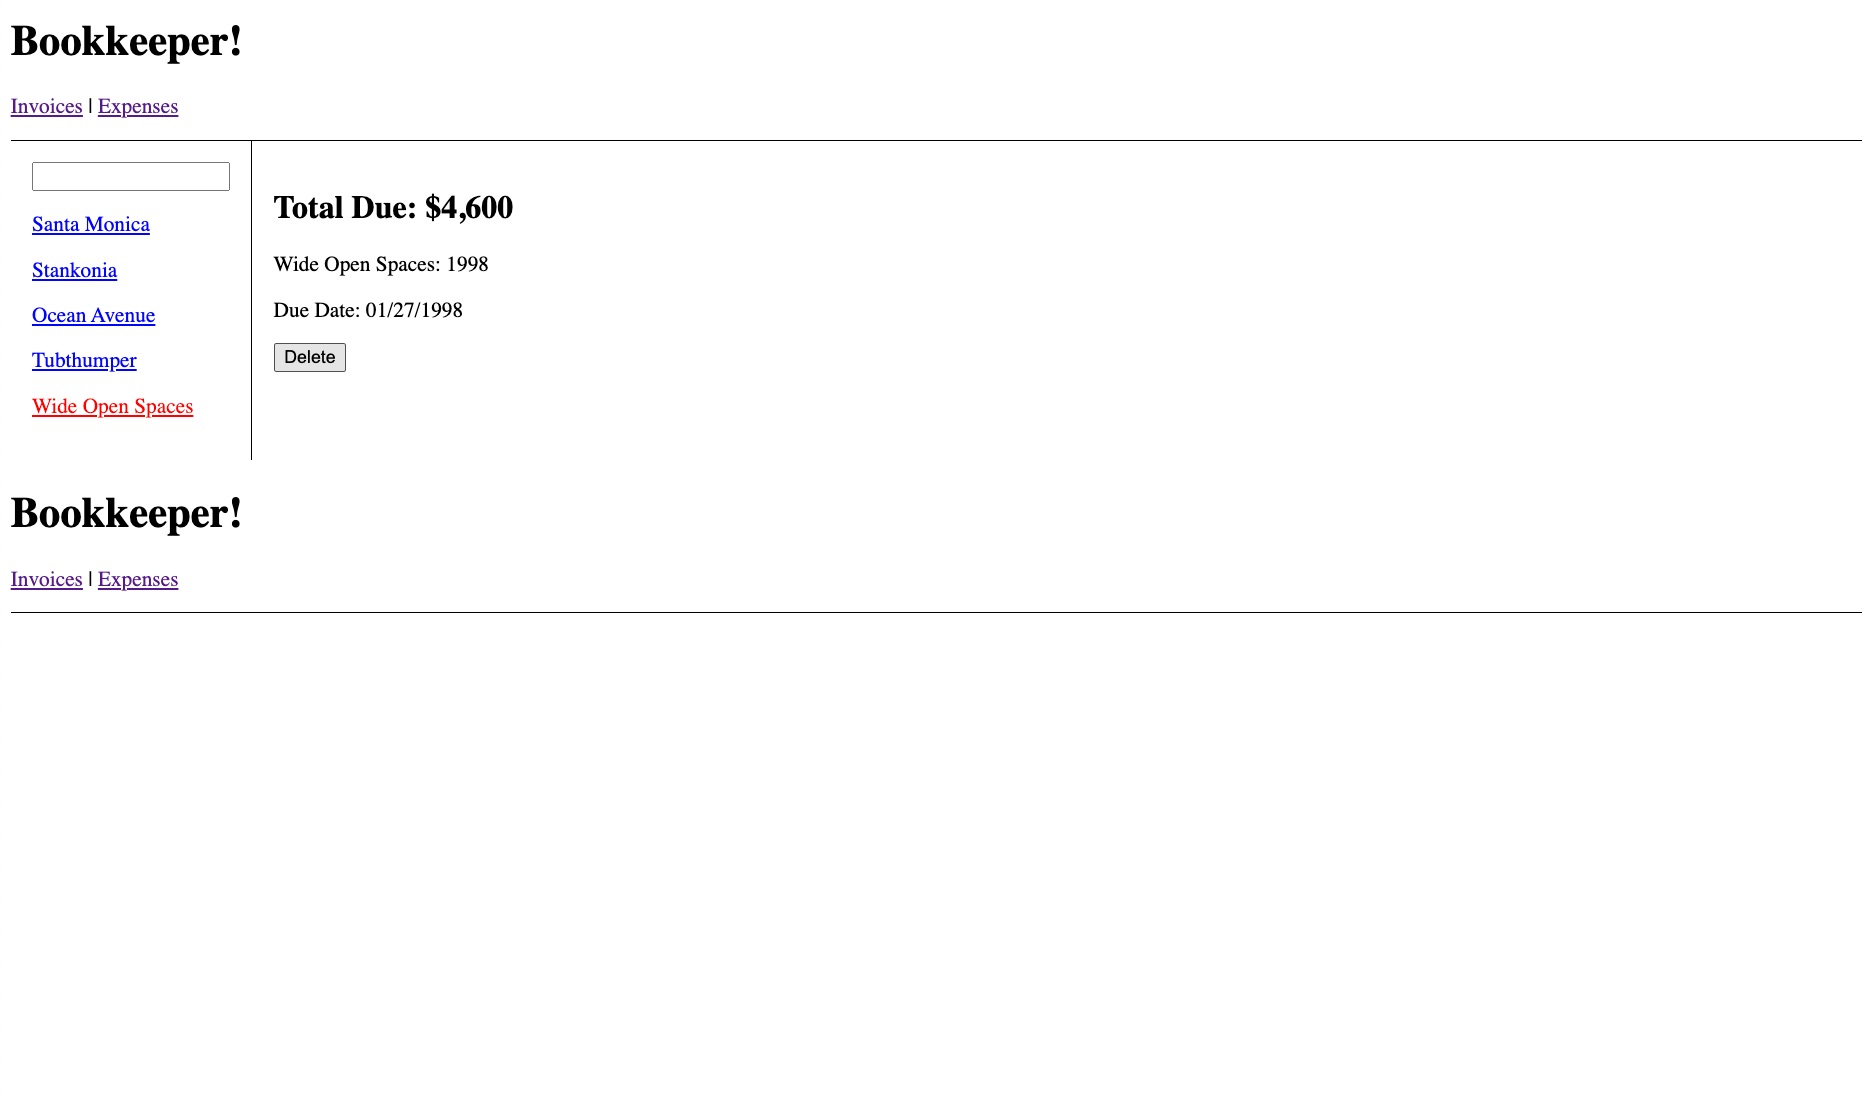 Bookkeeper!
Invoices | Expenses
Santa Monica
Stankonia
Ocean Avenue
Tubthumper
Wide Open Spaces
Total Due: $4,600
Wide Open Spaces: 1998
Due Date: 01/27/1998
Delete
Bookkeeper!
Invoices | Expenses